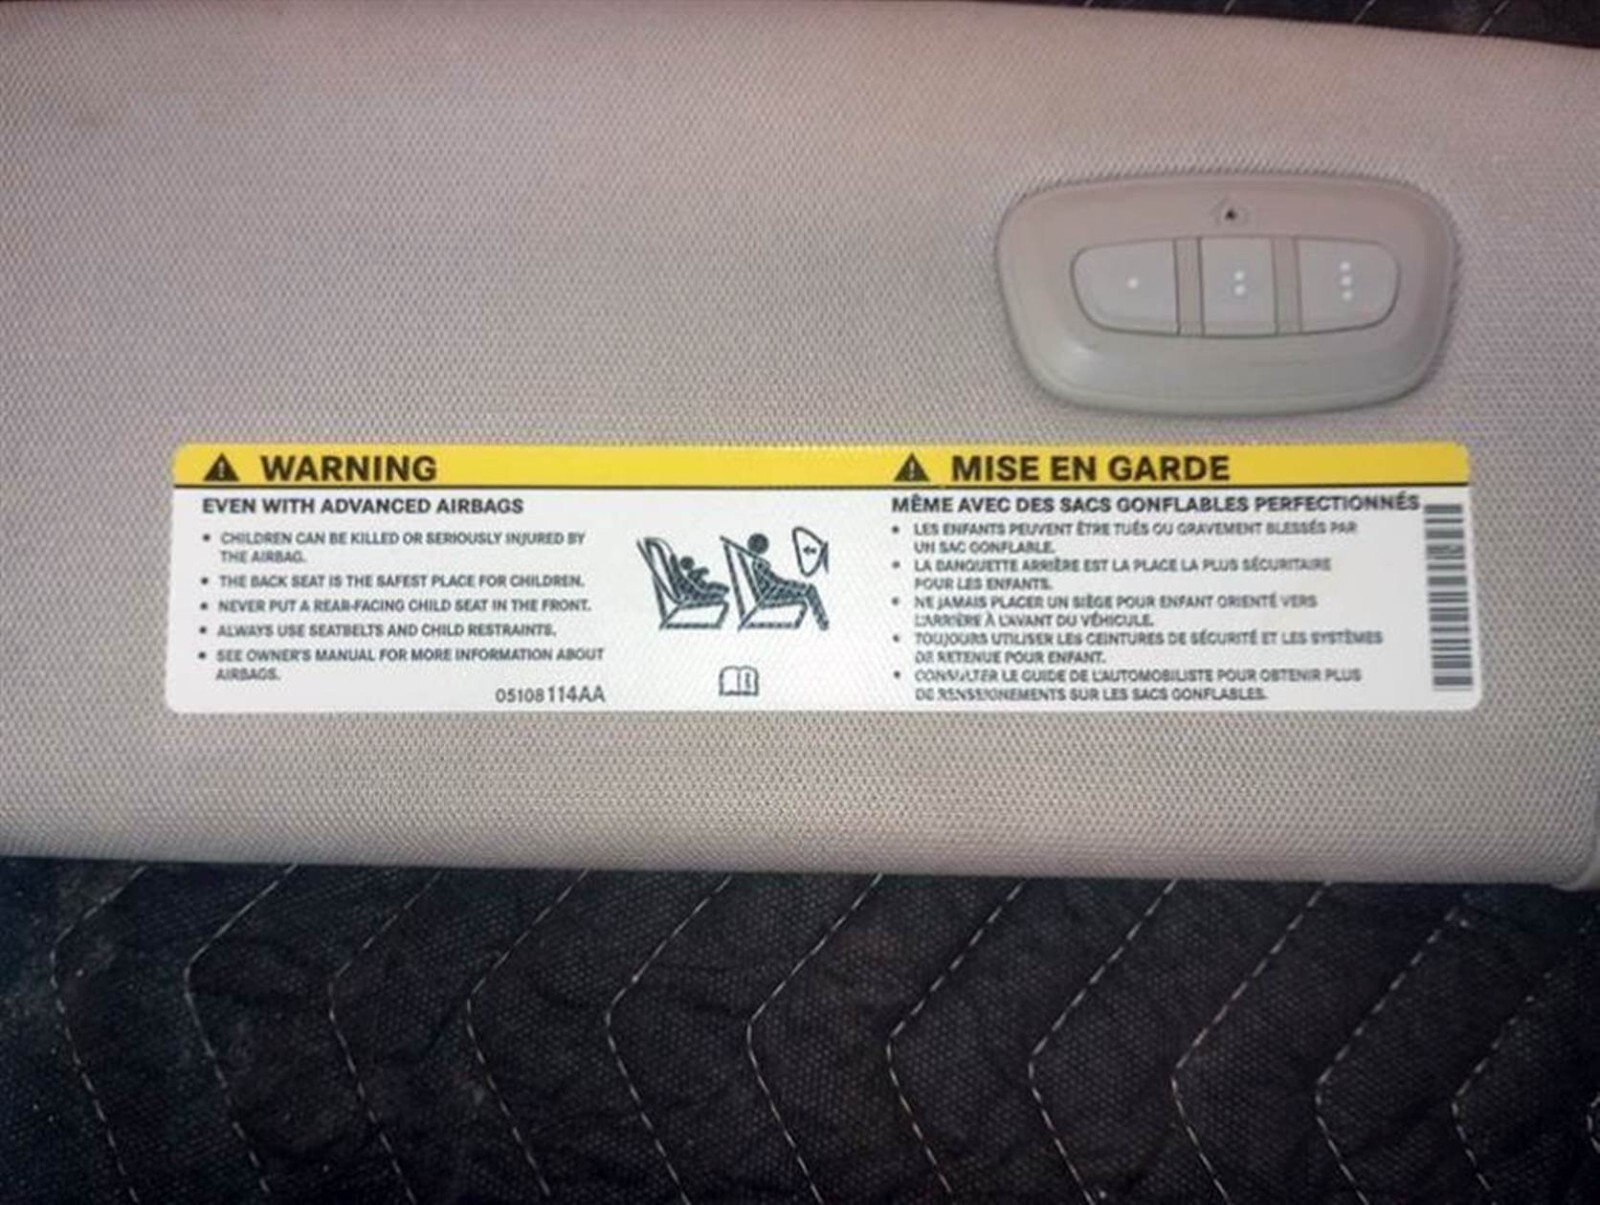 WARNING
EVEN WITH ADVANCED AIRBAGS
• CHILDREN CAN BE KILLED OR SERIOUSLY INJURED BY
THE AIRBAG.
• THE BACK SEAT IS THE SAFEST PLACE FOR CHILDREN.
• NEVER PUT A REAR-FACING CHILD SEAT IN THE FRONT.
• ALWAYS USE SEATBELTS AND CHILD RESTRAINTS.
• SEE OWNER'S MANUAL FOR MORE INFORMATION ABOUT
AIRBAGS.
05108114AA
MISE EN GARDE
MÊME AVEC DES SACS GONFLABLES PERFECTIONNÉS
• LES ENFANTS PEUVENT ÊTRE TUÉS OU GRAVEMENT BLESSÉS PAR
UN SAC GONFLABLE.
• LA BANQUETTE ARRIÈRE EST LA PLACE LA PLUS SÉCURITAIRE
POUR LES ENFANTS.
• NE JAMAIS PLACER UN SIÈGE POUR ENFANT ORIENTÉ VERS
L'ARRIÈRE À L'AVANT DU VÉHICULE.
• TOUJOURS UTILISER LES CEINTURES DE SÉCURITÉ ET LES SYSTÈMES
DE RETENUE POUR ENFANT.
• CONSULTER LE GUIDE DE L'AUTOMOBILISTE POUR OBTENIR PLUS
DE RENSEIGNEMENTS SUR LES SACS GONFLABLES.